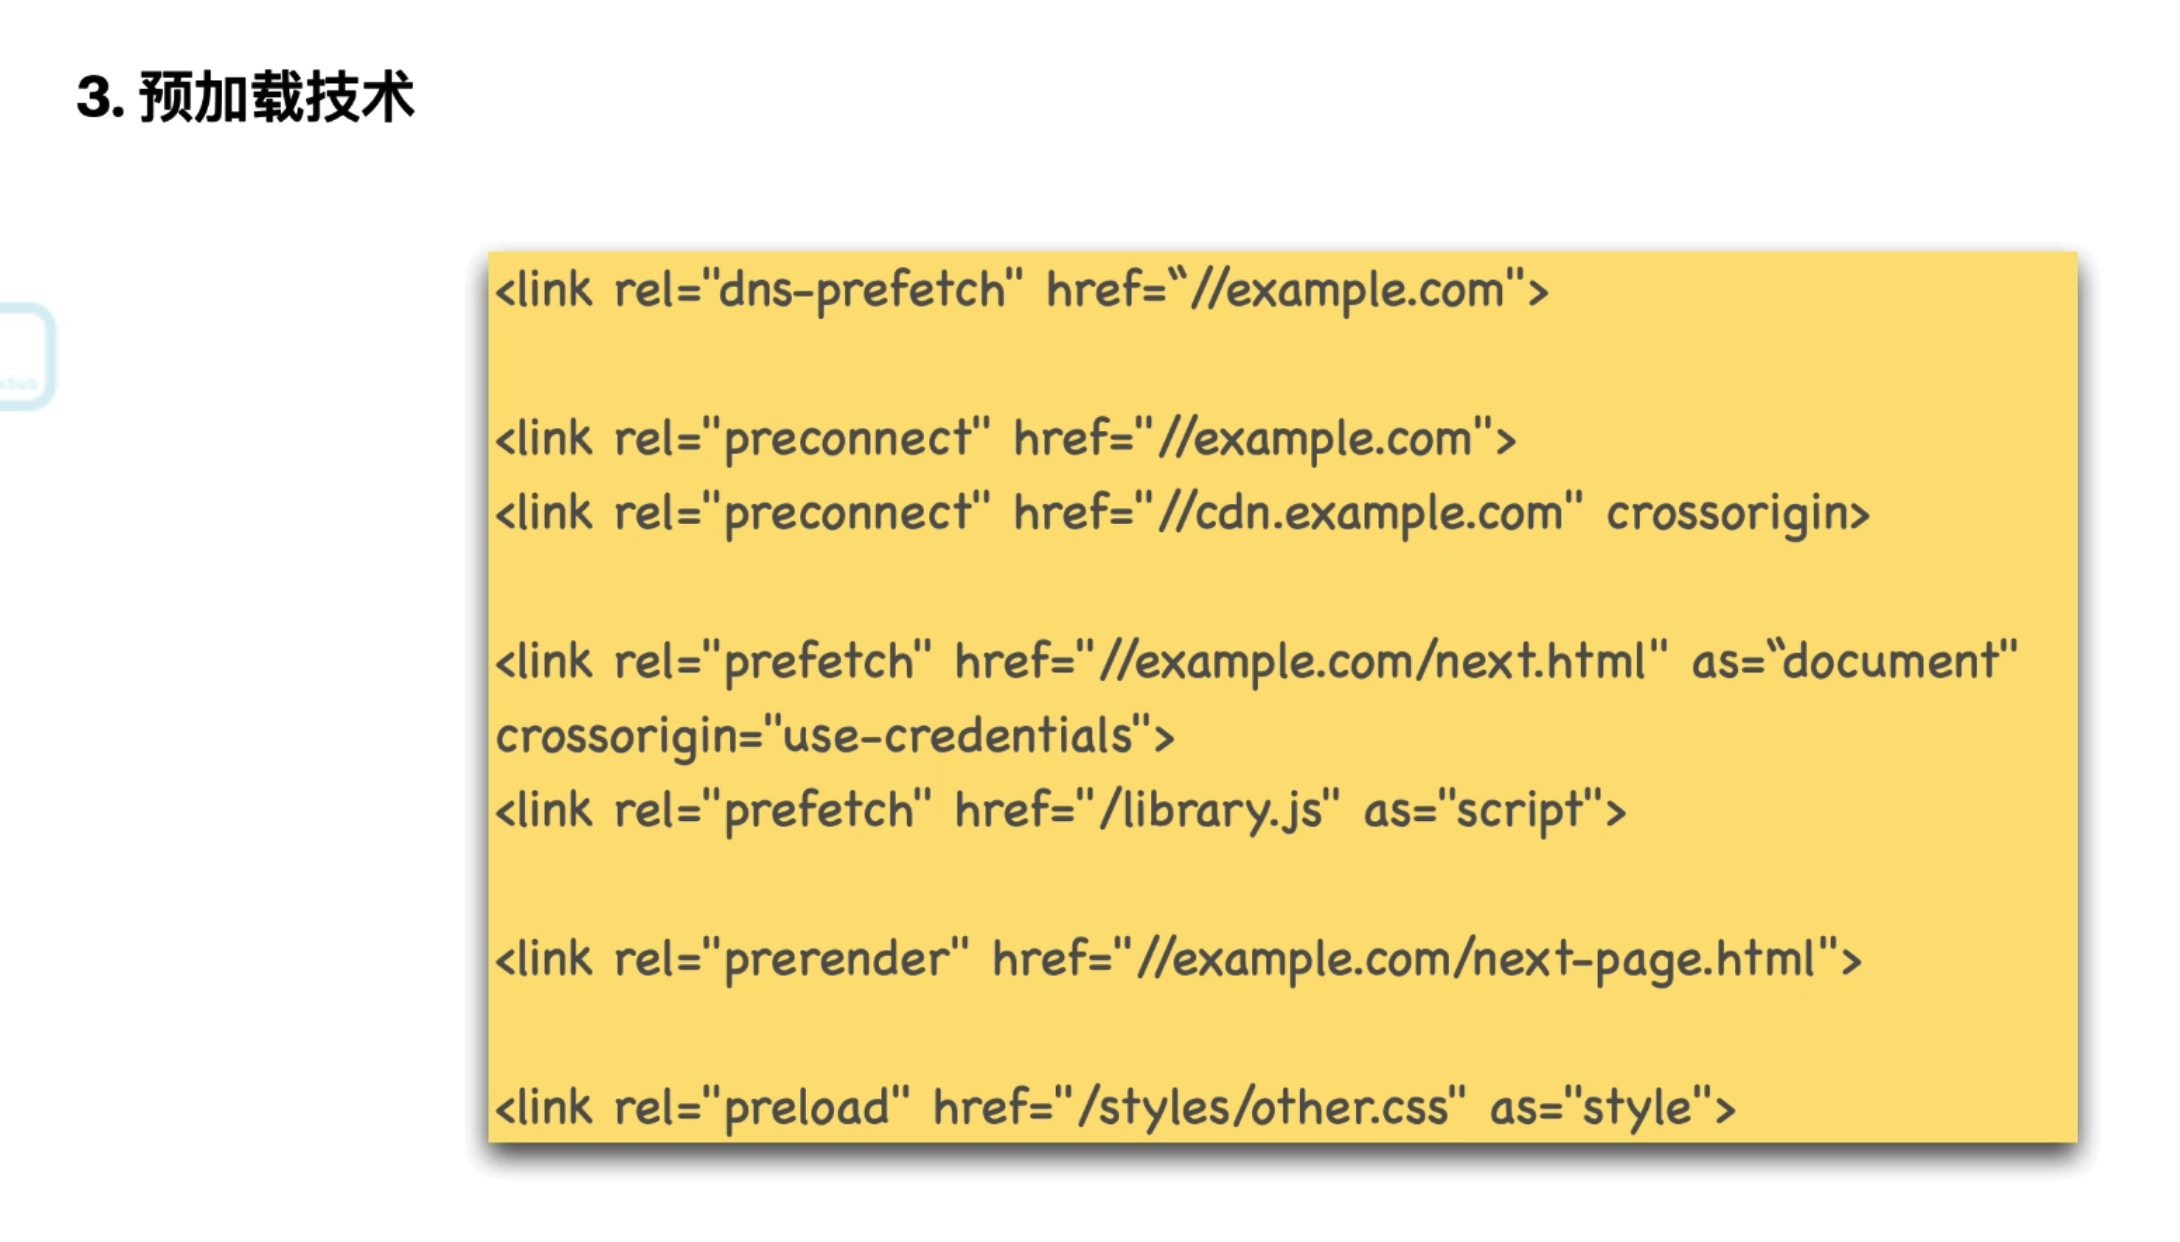 3. 预加载技术
<link rel="dns-prefetch" href=“//example.com">
<link rel="preconnect" href="//example.com">
<link rel="preconnect" href="//cdn.example.com" crossorigin>
<link rel="prefetch" href="//example.com/next.html" as=“document"
crossorigin="use-credentials">
<link rel="prefetch" href="/library.js" as="script">
<link rel="prerender" href="//example.com/next-page.html">
<link rel="preload" href="/styles/other.css" as="style">